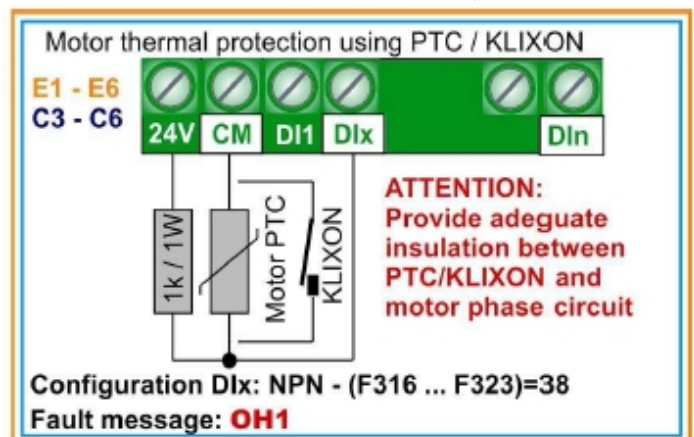 Motor thermal protection using PTC / KLIXON
E1 - E6
C3 - C6
24V CM DI1 DIx DIn
1k / 1W
Motor PTC
KLIXON
ATTENTION:
Provide adeguate
insulation between
PTC/KLIXON and
motor phase circuit
Configuration DIx: NPN - (F316 ... F323)=38
Fault message: OH1